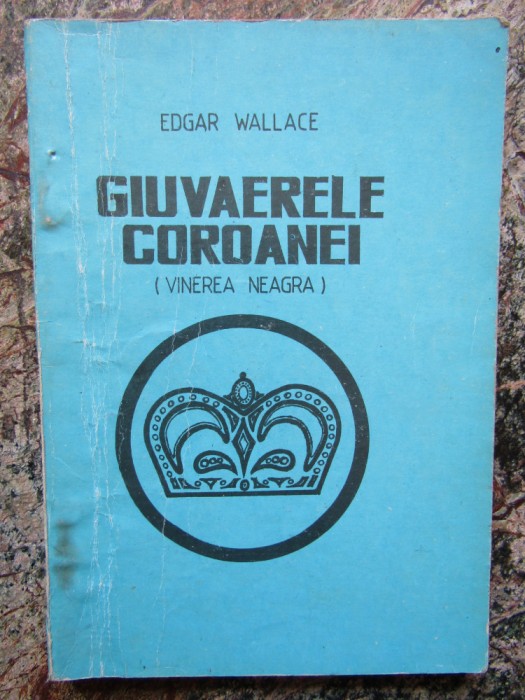 EDGAR WALLACE
GIUVAERELE
COROANEI
(VINEREA NEAGRA)